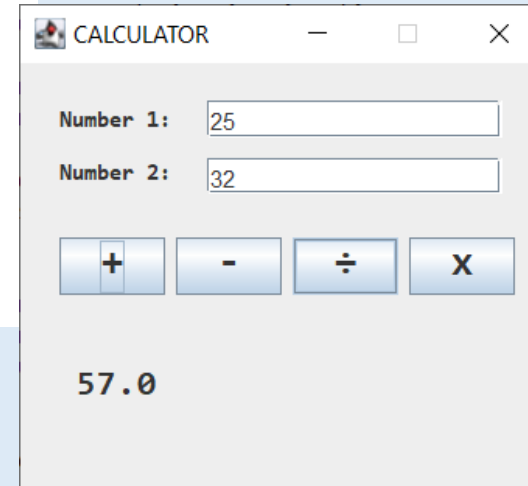 CALCULATOR
Number 1: 25
Number 2: 32
+ - ÷ x
57.0